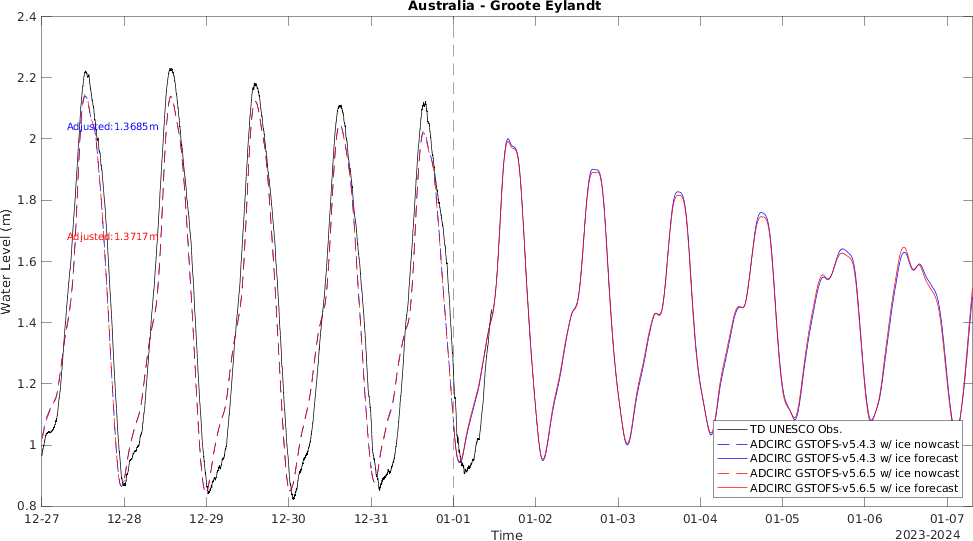 Australia - Groote Eylandt
Water Level (m)
2.4
2.2
2
1.8
1.6
1.4
1.2
1
0.8
Adjusted:1.3685m
Adjusted:1.3717m
TD UNESCO Obs.
ADCIRC GSTOFS-v5.4.3 w/ ice nowcast
ADCIRC GSTOFS-v5.4.3 w/ ice forecast
ADCIRC GSTOFS-v5.6.5 w/ ice nowcast
ADCIRC GSTOFS-v5.6.5 w/ ice forecast
12-27 12-28 12-29 12-30 12-31 01-01 01-02 01-03 01-04 01-05 01-06 01-07
Time
2023-2024